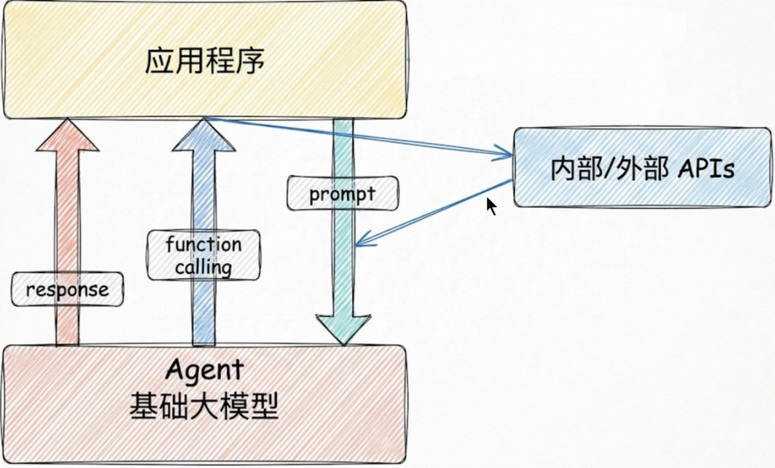 应用程序
内部/外部 APIs
prompt
function
calling
response
Agent
基础大模型